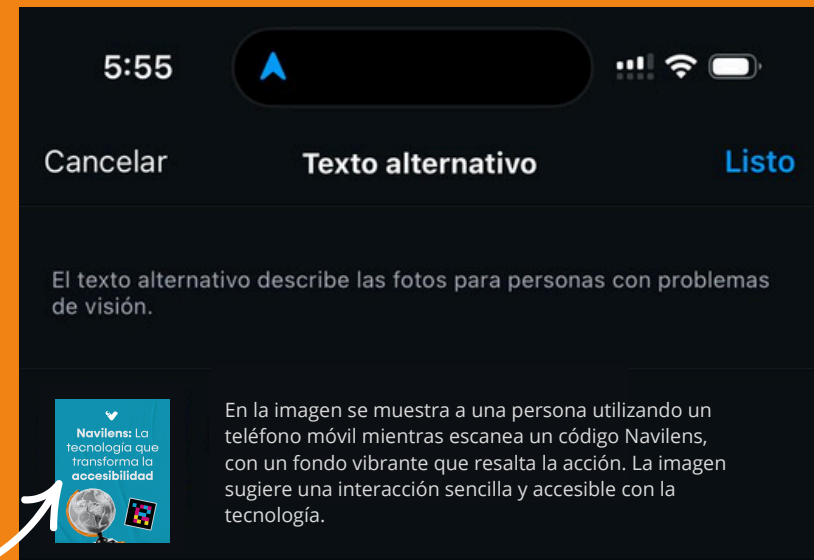 5:55
Cancelar
Texto alternativo
Listo
El texto alternativo describe las fotos para personas con problemas
de visión.
Navilens: La
tecnología que
transforma la
accesibilidad
En la imagen se muestra a una persona utilizando un
teléfono móvil mientras escanea un código Navilens,
con un fondo vibrante que resalta la acción. La imagen
sugiere una interacción sencilla y accesible con la
tecnología.